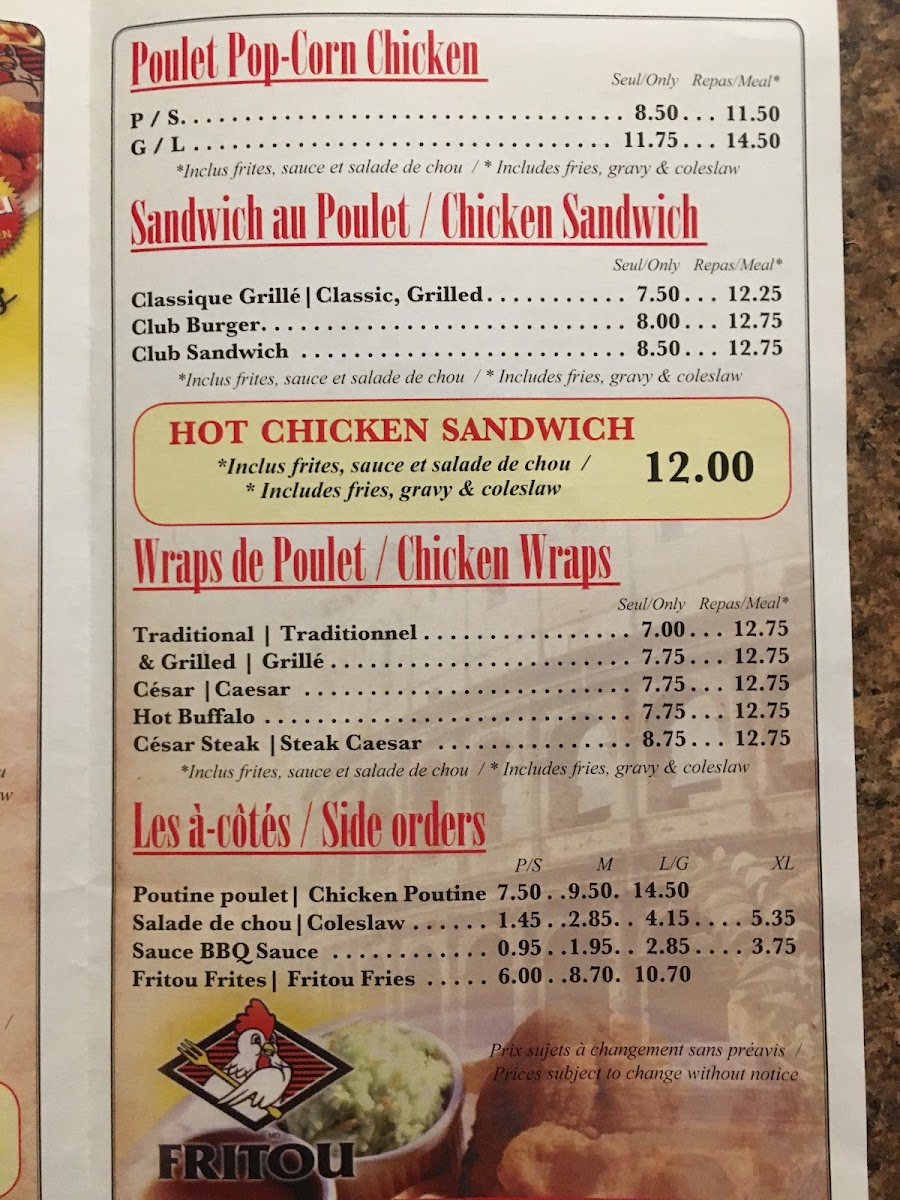 Poulet Pop-Corn Chicken
Seul/Only Repas/Meal*
P / S. . . . . . . . . . . . . . . . . . . . . . . . . . . . . . . . . . 8.50. . . 11.50
G / L . . . . . . . . . . . . . . . . . . . . . . . . . . . . . . . . . 11.75. . . 14.50
*Inclus frites, sauce et salade de chou / * Includes fries, gravy & coleslaw
Sandwich au Poulet / Chicken Sandwich
Seul/Only Repas/Meal*
Classique Grillé | Classic, Grilled. . . . . . . . . . . 7.50. . . 12.25
Club Burger. . . . . . . . . . . . . . . . . . . . . . . . . . . . 8.00. . . 12.75
Club Sandwich . . . . . . . . . . . . . . . . . . . . . . . . . 8.50. . . 12.75
*Inclus frites, sauce et salade de chou / * Includes fries, gravy & coleslaw
HOT CHICKEN SANDWICH
*Inclus frites, sauce et salade de chou /
* Includes fries, gravy & coleslaw
12.00
Wraps de Poulet / Chicken Wraps
Seul/Only Repas/Meal*
Traditional | Traditionnel . . . . . . . . . . . . . . . . 7.00. . . 12.75
& Grilled | Grillé . . . . . . . . . . . . . . . . . . . . . . . 7.75. . . 12.75
César | Caesar . . . . . . . . . . . . . . . . . . . . . . . . . 7.75. . . 12.75
Hot Buffalo . . . . . . . . . . . . . . . . . . . . . . . . . . . . 7.75. . . 12.75
César Steak | Steak Caesar . . . . . . . . . . . . . . . 8.75. . . 12.75
*Inclus frites, sauce et salade de chou / * Includes fries, gravy & coleslaw
Les à-côtés / Side orders
P/S M L/G XL
Poutine poulet | Chicken Poutine 7.50 . . 9.50. 14.50
Salade de chou | Coleslaw . . . . . . 1.45 . . 2.85. . 4.15 . . . . 5.35
Sauce BBQ Sauce . . . . . . . . . . . . 0.95 . . 1.95. . 2.85 . . . . 3.75
Fritou Frites | Fritou Fries . . . . . 6.00 . . 8.70. 10.70
Prix sujets à changement sans préavis /
Prices subject to change without notice
MD
FRITOU